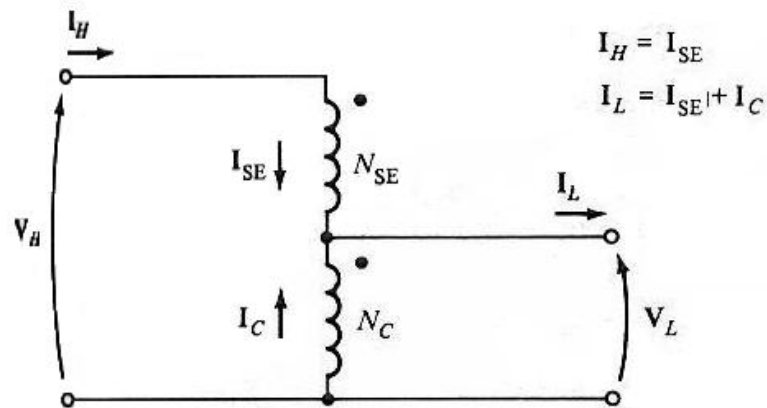 I_H
I_H = I_SE
I_L = I_SE + I_C
I_SE
N_SE
I_L
V_H
I_C
N_C
V_L